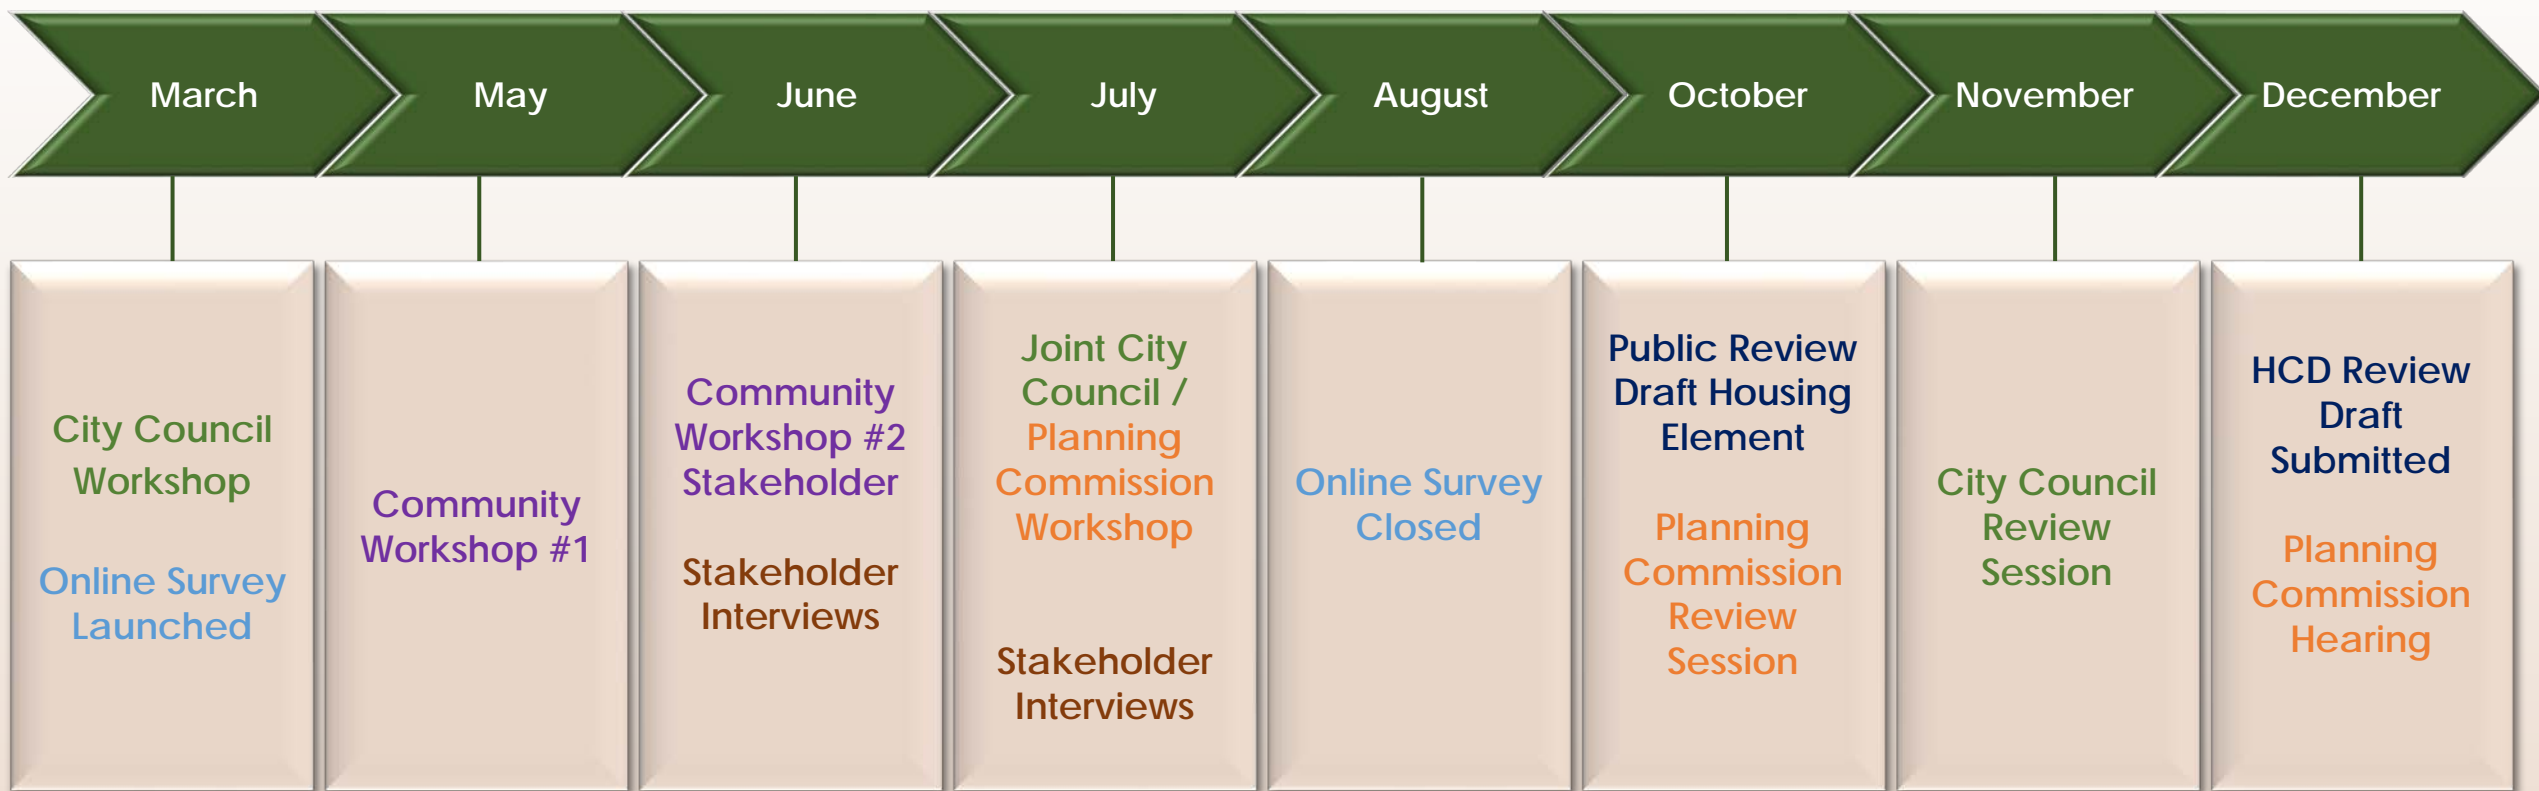 March
May
June
July
August
October
November
December
City Council
Workshop
Online Survey
Launched
Community
Workshop #1
Community
Workshop #2
Stakeholder
Stakeholder
Interviews
Joint City
Council /
Planning
Commission
Workshop
Stakeholder
Interviews
Online Survey
Closed
Public Review
Draft Housing
Element
Planning
Commission
Review
Session
City Council
Review
Session
HCD Review
Draft
Submitted
Planning
Commission
Hearing